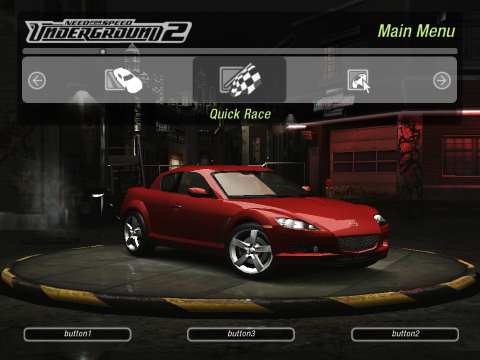 NEED FOR SPEED
UNDERGROUND 2
Main Menu
Quick Race
button1
button3
button2